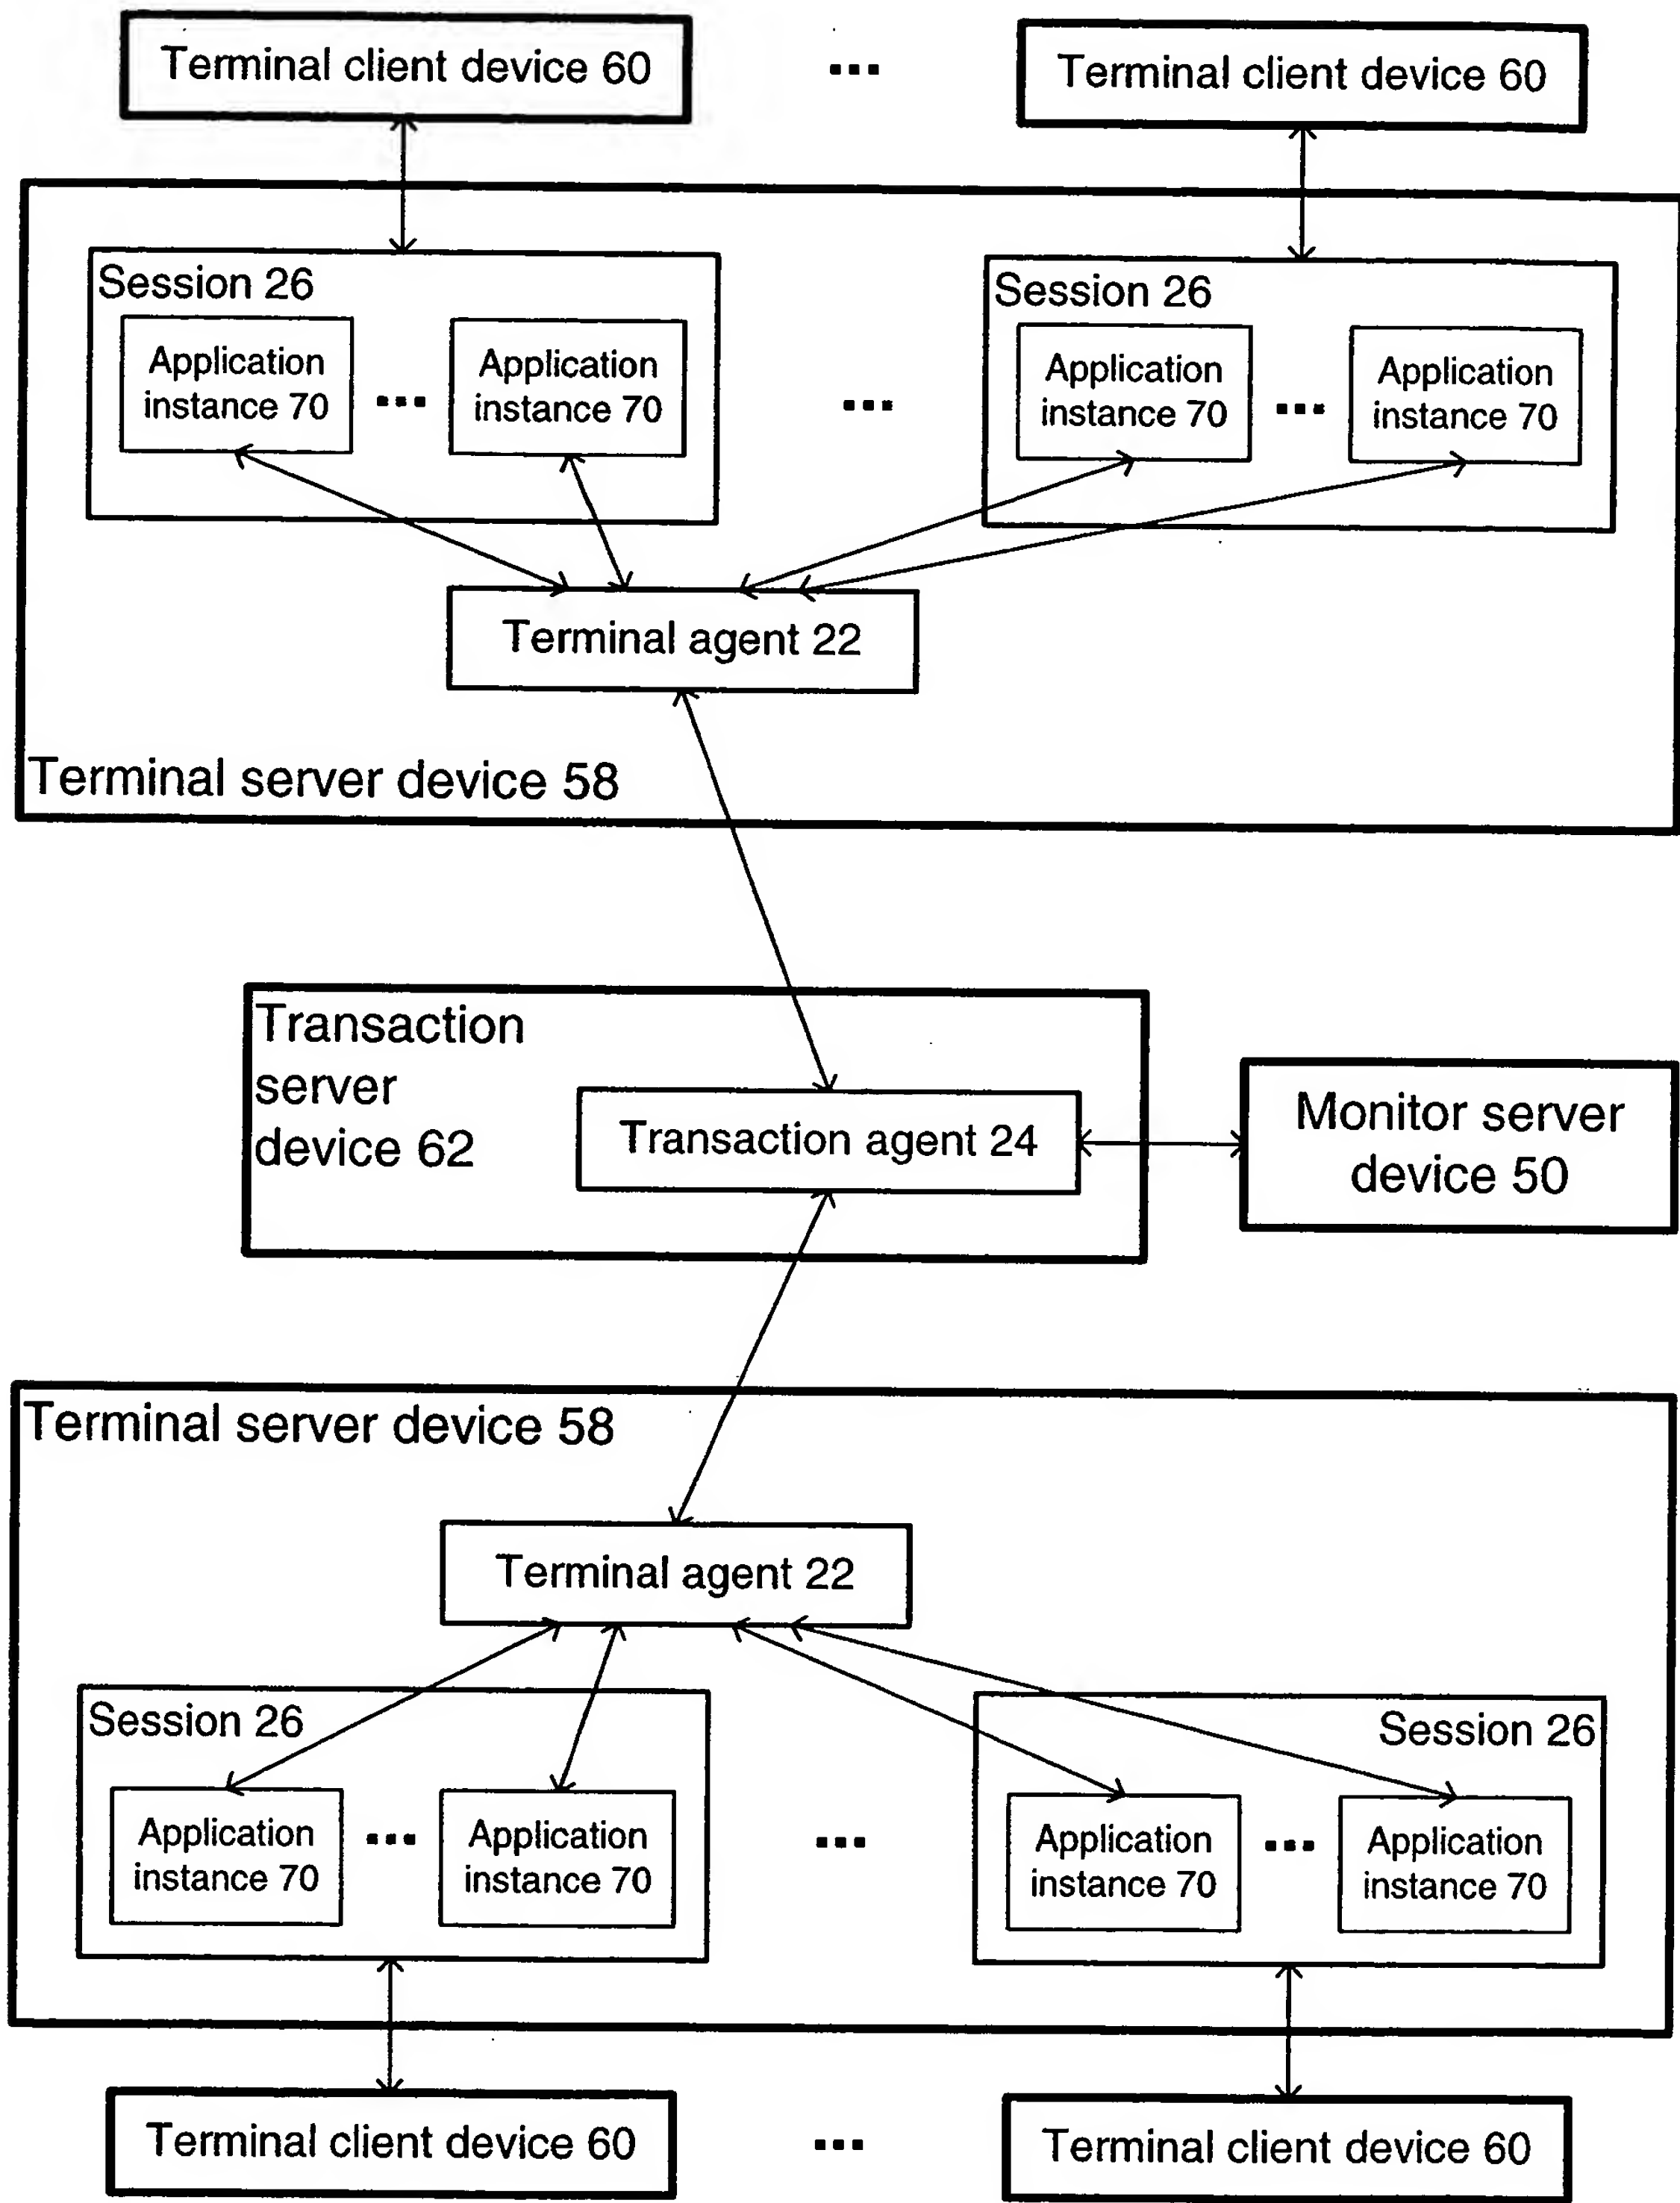 Terminal client device 60
...
Terminal client device 60
Session 26
Application
instance 70
...
Application
instance 70
...
Session 26
Application
instance 70
...
Application
instance 70
Terminal agent 22
Terminal server device 58
Transaction
server
device 62
Transaction agent 24
Monitor server
device 50
Terminal server device 58
Terminal agent 22
Session 26
Application
instance 70
...
Application
instance 70
...
Session 26
Application
instance 70
...
Application
instance 70
Terminal client device 60
...
Terminal client device 60